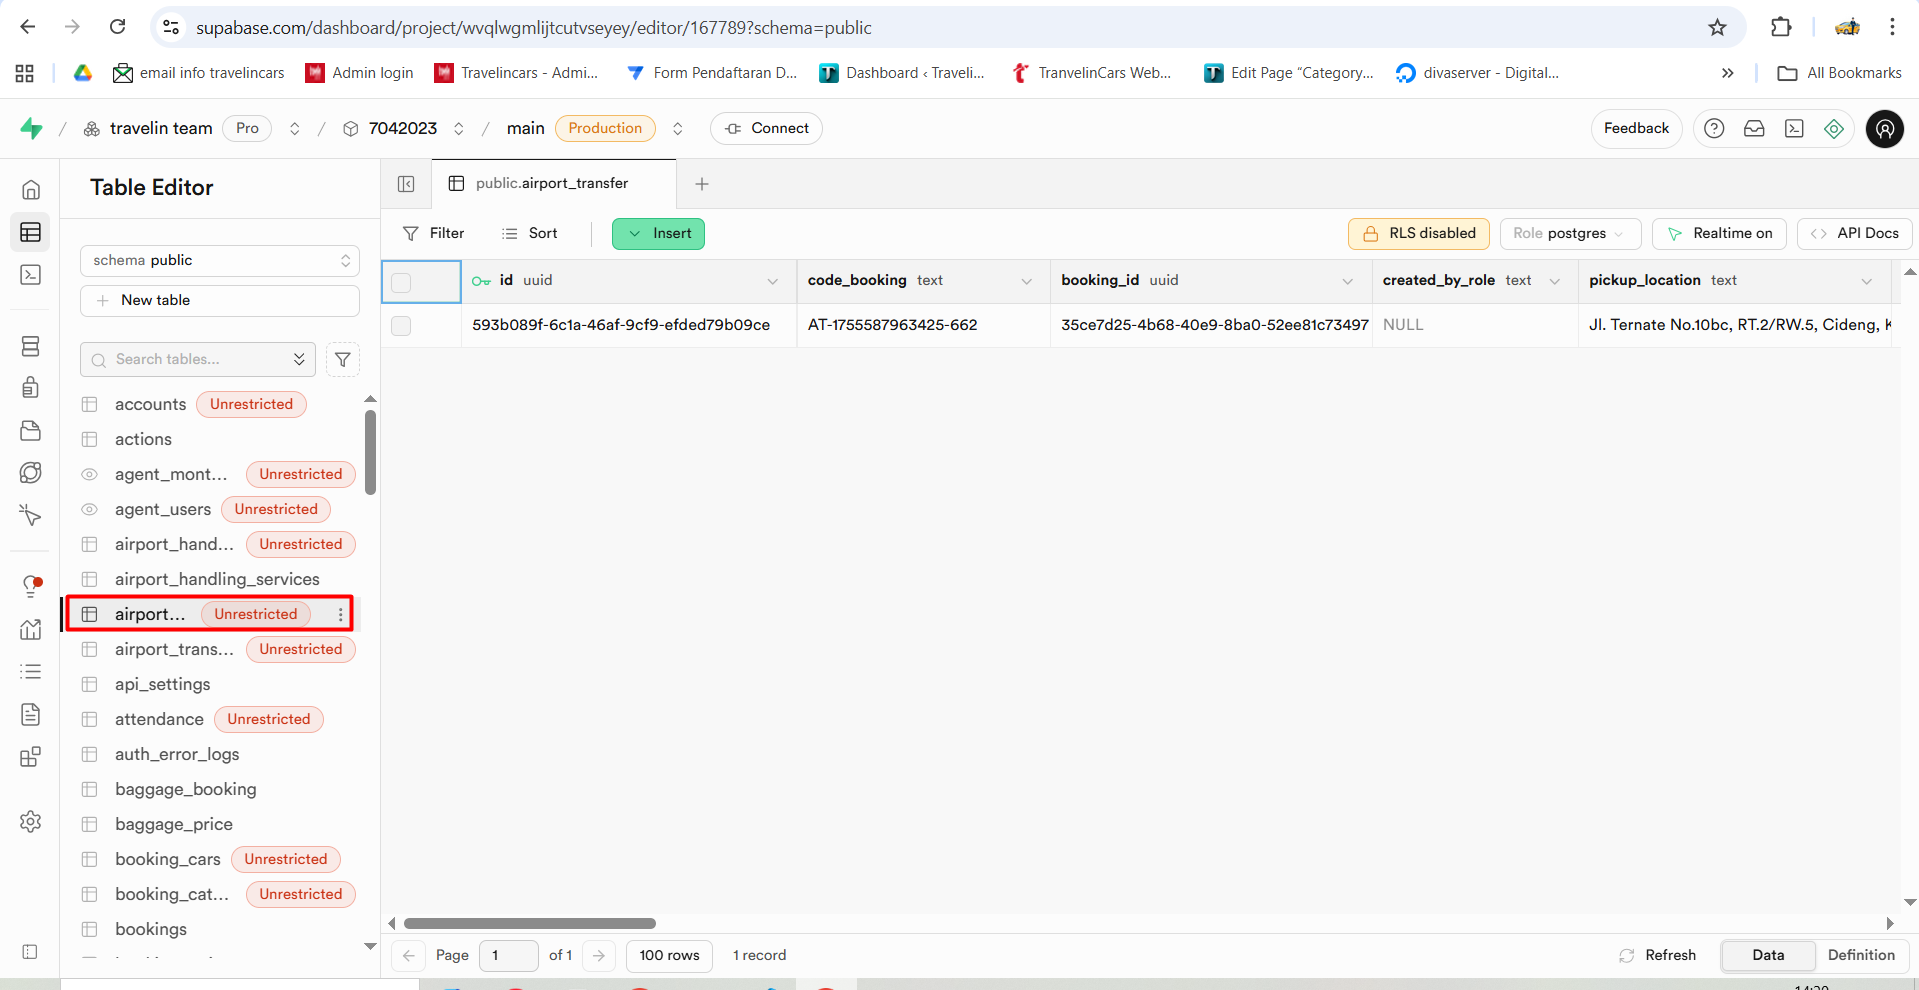 supabase.com/dashboard/project/wvqlwgmlijtcutvseyey/editor/167789?schema=public
email info travelincars
Admin login
Travelincars - Admi...
Form Pendaftaran D...
Dashboard ‹ Traveli...
TranvelinCars Web...
Edit Page “Category...
divaserver - Digital...
»
All Bookmarks
/ travelin team Pro / 7042023 / main Production Connect
Feedback
Table Editor
public.airport_transfer
Filter
Sort
Insert
RLS disabled
Role postgres
Realtime on
API Docs
schema public
New table
Search tables...
accounts Unrestricted
actions
agent_mont... Unrestricted
agent_users Unrestricted
airport_hand... Unrestricted
airport_handling_services
airport... Unrestricted
airport_trans... Unrestricted
api_settings
attendance Unrestricted
auth_error_logs
baggage_booking
baggage_price
booking_cars Unrestricted
booking_cat... Unrestricted
bookings
id uuid
code_booking text
booking_id uuid
created_by_role text
pickup_location text
593b089f-6c1a-46af-9cf9-efded79b09ce
AT-1755587963425-662
35ce7d25-4b68-40e9-8ba0-52ee81c73497
NULL
Jl. Ternate No.10bc, RT.2/RW.5, Cideng, K
Page 1 of 1
100 rows
1 record
Refresh
Data
Definition